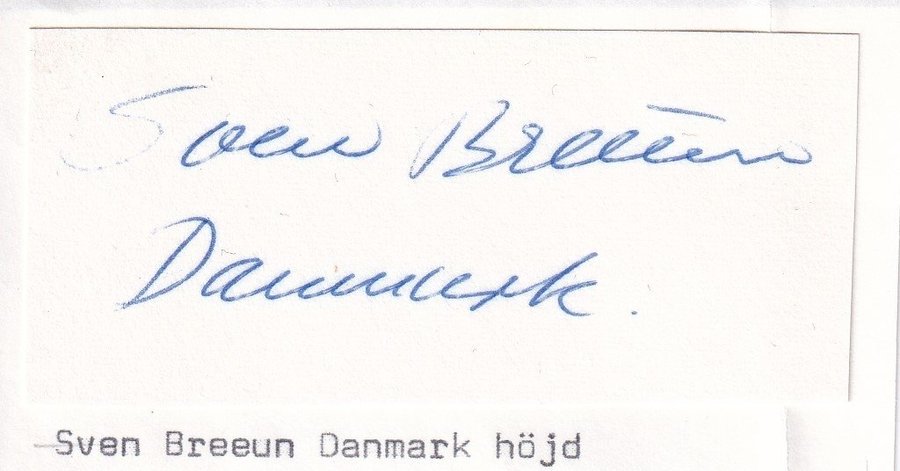 Sven Breeun
Danmark.
Sven Breeun Danmark höjd